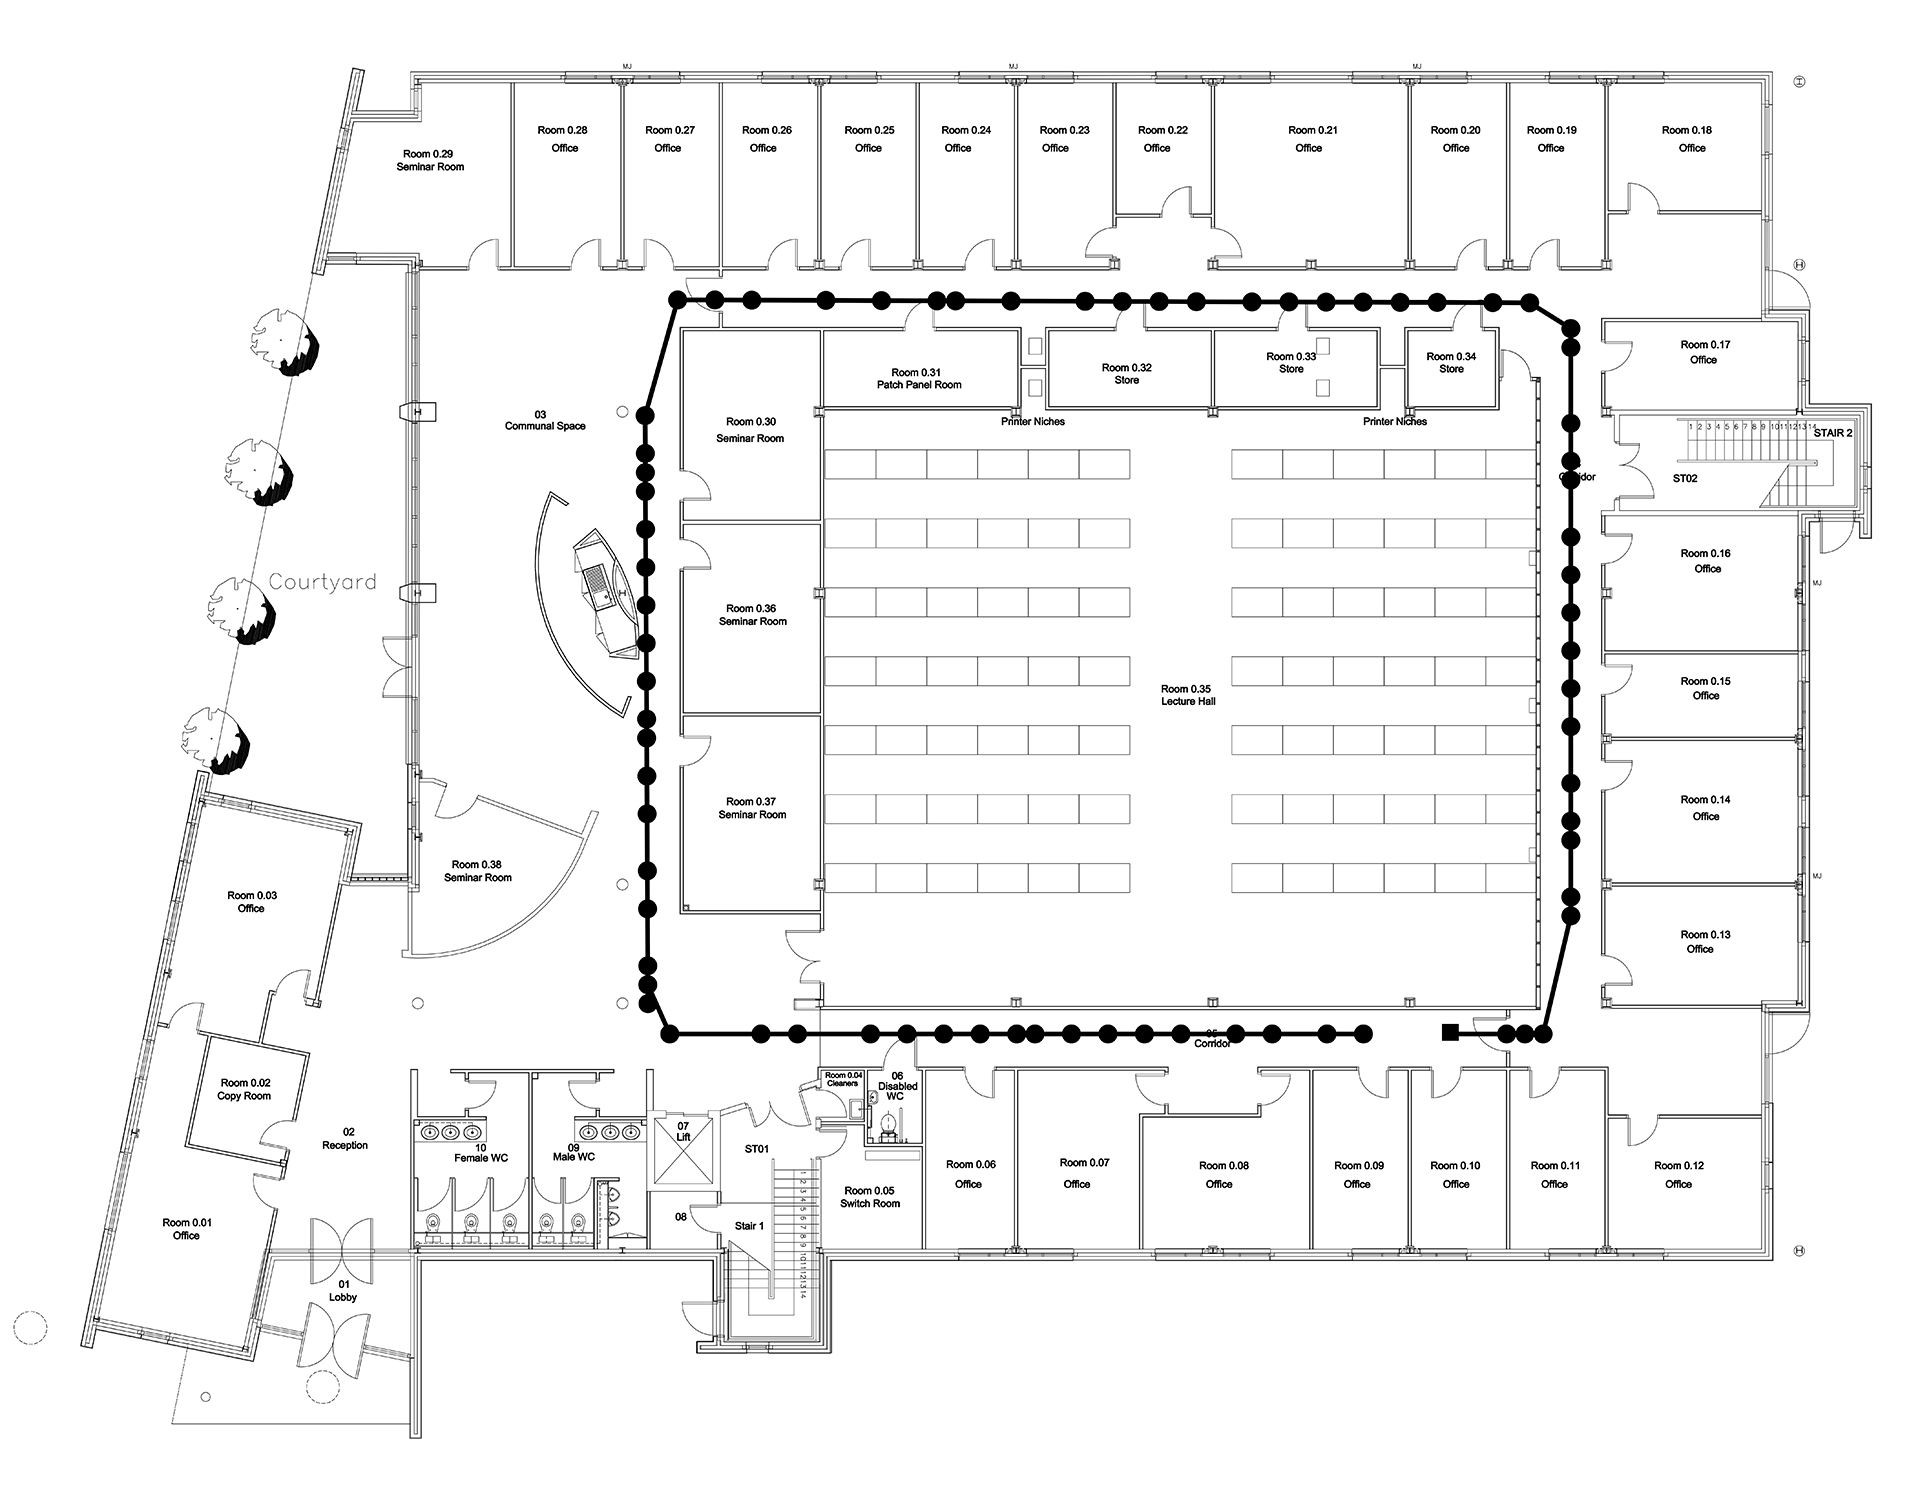 MJ
MJ
MJ
H
Room 0.29
Seminar Room
Room 0.28
Office
Room 0.27
Office
Room 0.26
Office
Room 0.25
Office
Room 0.24
Office
Room 0.23
Office
Room 0.22
Office
Room 0.21
Office
Room 0.20
Office
Room 0.19
Office
Room 0.18
Office
H
Room 0.17
Office
Room 0.31
Patch Panel Room
Room 0.32
Store
Room 0.33
Store
Room 0.34
Store
03
Communal Space
Room 0.30
Seminar Room
Printer Niches
Printer Niches
1 2 3 4 5 6 7 8 9 10 11 12 13 14
STAIR 2
ST02
Room 0.16
Office
MJ
Courtyard
Room 0.36
Seminar Room
Room 0.35
Lecture Hall
Room 0.15
Office
Room 0.37
Seminar Room
Room 0.14
Office
MJ
Room 0.38
Seminar Room
Room 0.03
Office
Room 0.13
Office
Corridor
Room 0.02
Copy Room
02
Reception
10
Female WC
09
Male WC
07
Lift
ST01
Room 0.04
Cleaners
06
Disabled
WC
Room 0.05
Switch Room
08
Stair 1
1 2 3 4 5 6 7 8 9 10 11 12 13 14
Room 0.06
Office
Room 0.07
Office
Room 0.08
Office
Room 0.09
Office
Room 0.10
Office
Room 0.11
Office
Room 0.12
Office
Room 0.01
Office
01
Lobby
H